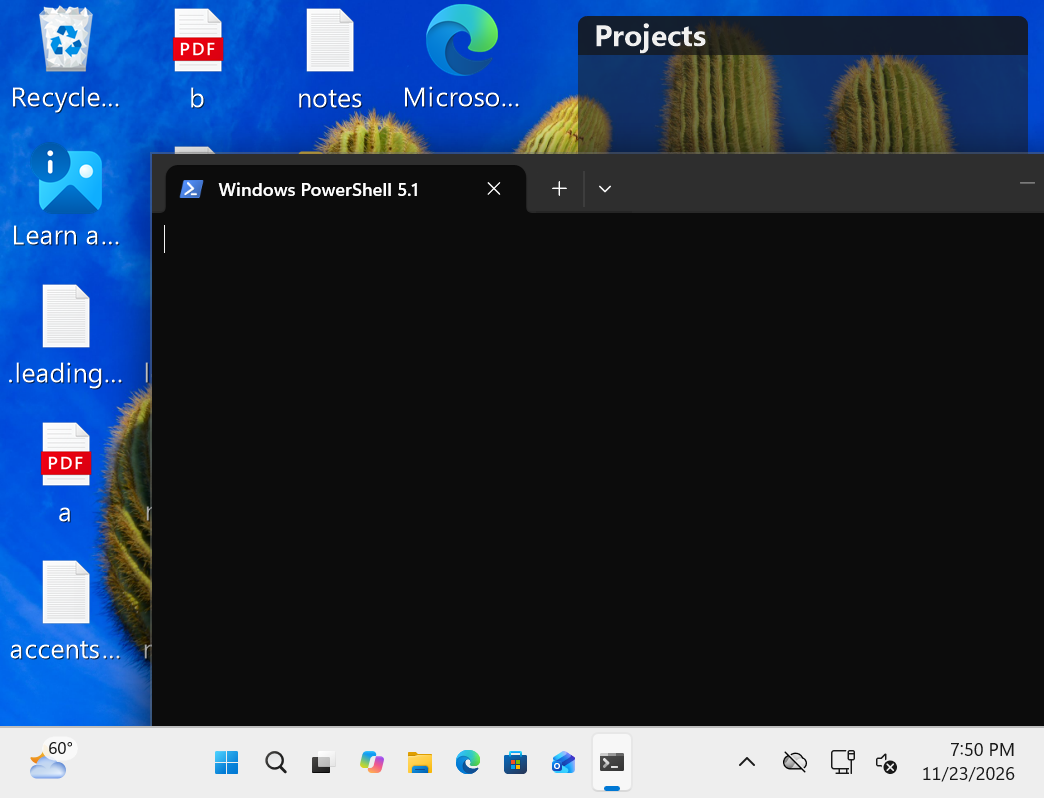 Recycle...
PDF
b
notes
Microso...
Projects
Learn a...
Windows PowerShell 5.1
.leading...
PDF
a
accents...
60°
7:50 PM
11/23/2026